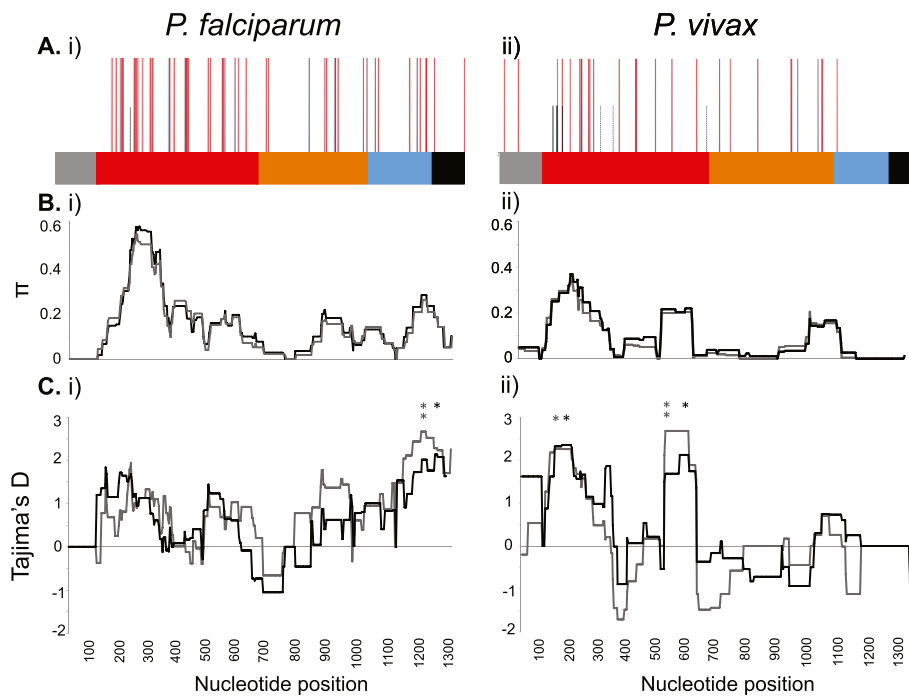 P. falciparum P. vivax
A. i) ii)
B. i) ii)
0.6 0.6
0.4 0.4
π
0.2 0.2
0 0
C. i) ii)
* * * * * * *
3 3
2 2
1 1
Tajima's D
0 0
-1 -1
-2 -2
100 200 300 400 500 600 700 800 900 1000 1100 1200 1300 100 200 300 400 500 600 700 800 900 1000 1100 1200 1300
Nucleotide position Nucleotide position